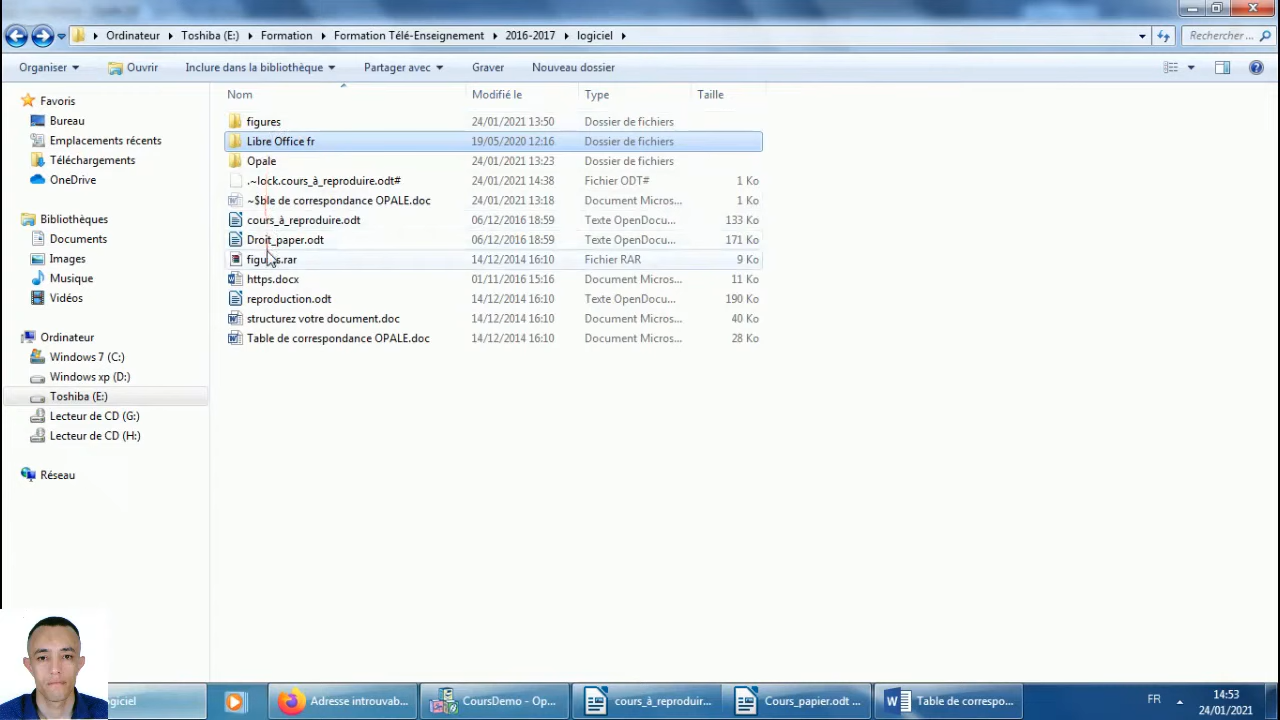 Ordinateur Toshiba (E:) Formation Formation Télé-Enseignement 2016-2017 logiciel Rechercher ...
Organiser Ouvrir Inclure dans la bibliothèque Partager avec Graver Nouveau dossier
Favoris
Bureau
Emplacements récents
Téléchargements
OneDrive
Bibliothèques
Documents
Images
Musique
Vidéos
Ordinateur
Windows 7 (C:)
Windows xp (D:)
Toshiba (E:)
Lecteur de CD (G:)
Lecteur de CD (H:)
Réseau
Nom Modifié le Type Taille
figures 24/01/2021 13:50 Dossier de fichiers
Libre Office fr 19/05/2020 12:16 Dossier de fichiers
Opale 24/01/2021 13:23 Dossier de fichiers
.~lock.cours_à_reproduire.odt# 24/01/2021 14:38 Fichier ODT# 1 Ko
~$ble de correspondance OPALE.doc 24/01/2021 13:18 Document Micros... 1 Ko
cours_à_reproduire.odt 06/12/2016 18:59 Texte OpenDocu... 133 Ko
Droit_paper.odt 06/12/2016 18:59 Texte OpenDocu... 171 Ko
figures.rar 14/12/2014 16:10 Fichier RAR 9 Ko
https.docx 01/11/2016 15:16 Document Micros... 11 Ko
reproduction.odt 14/12/2014 16:10 Texte OpenDocu... 190 Ko
structurez votre document.doc 14/12/2014 16:10 Document Micros... 40 Ko
Table de correspondance OPALE.doc 14/12/2014 16:10 Document Micros... 28 Ko
ogiciel Adresse introuvab... CoursDemo - Op... cours_à_reproduir... Cours_papier.odt ... Table de correspo... FR 14:53
24/01/2021